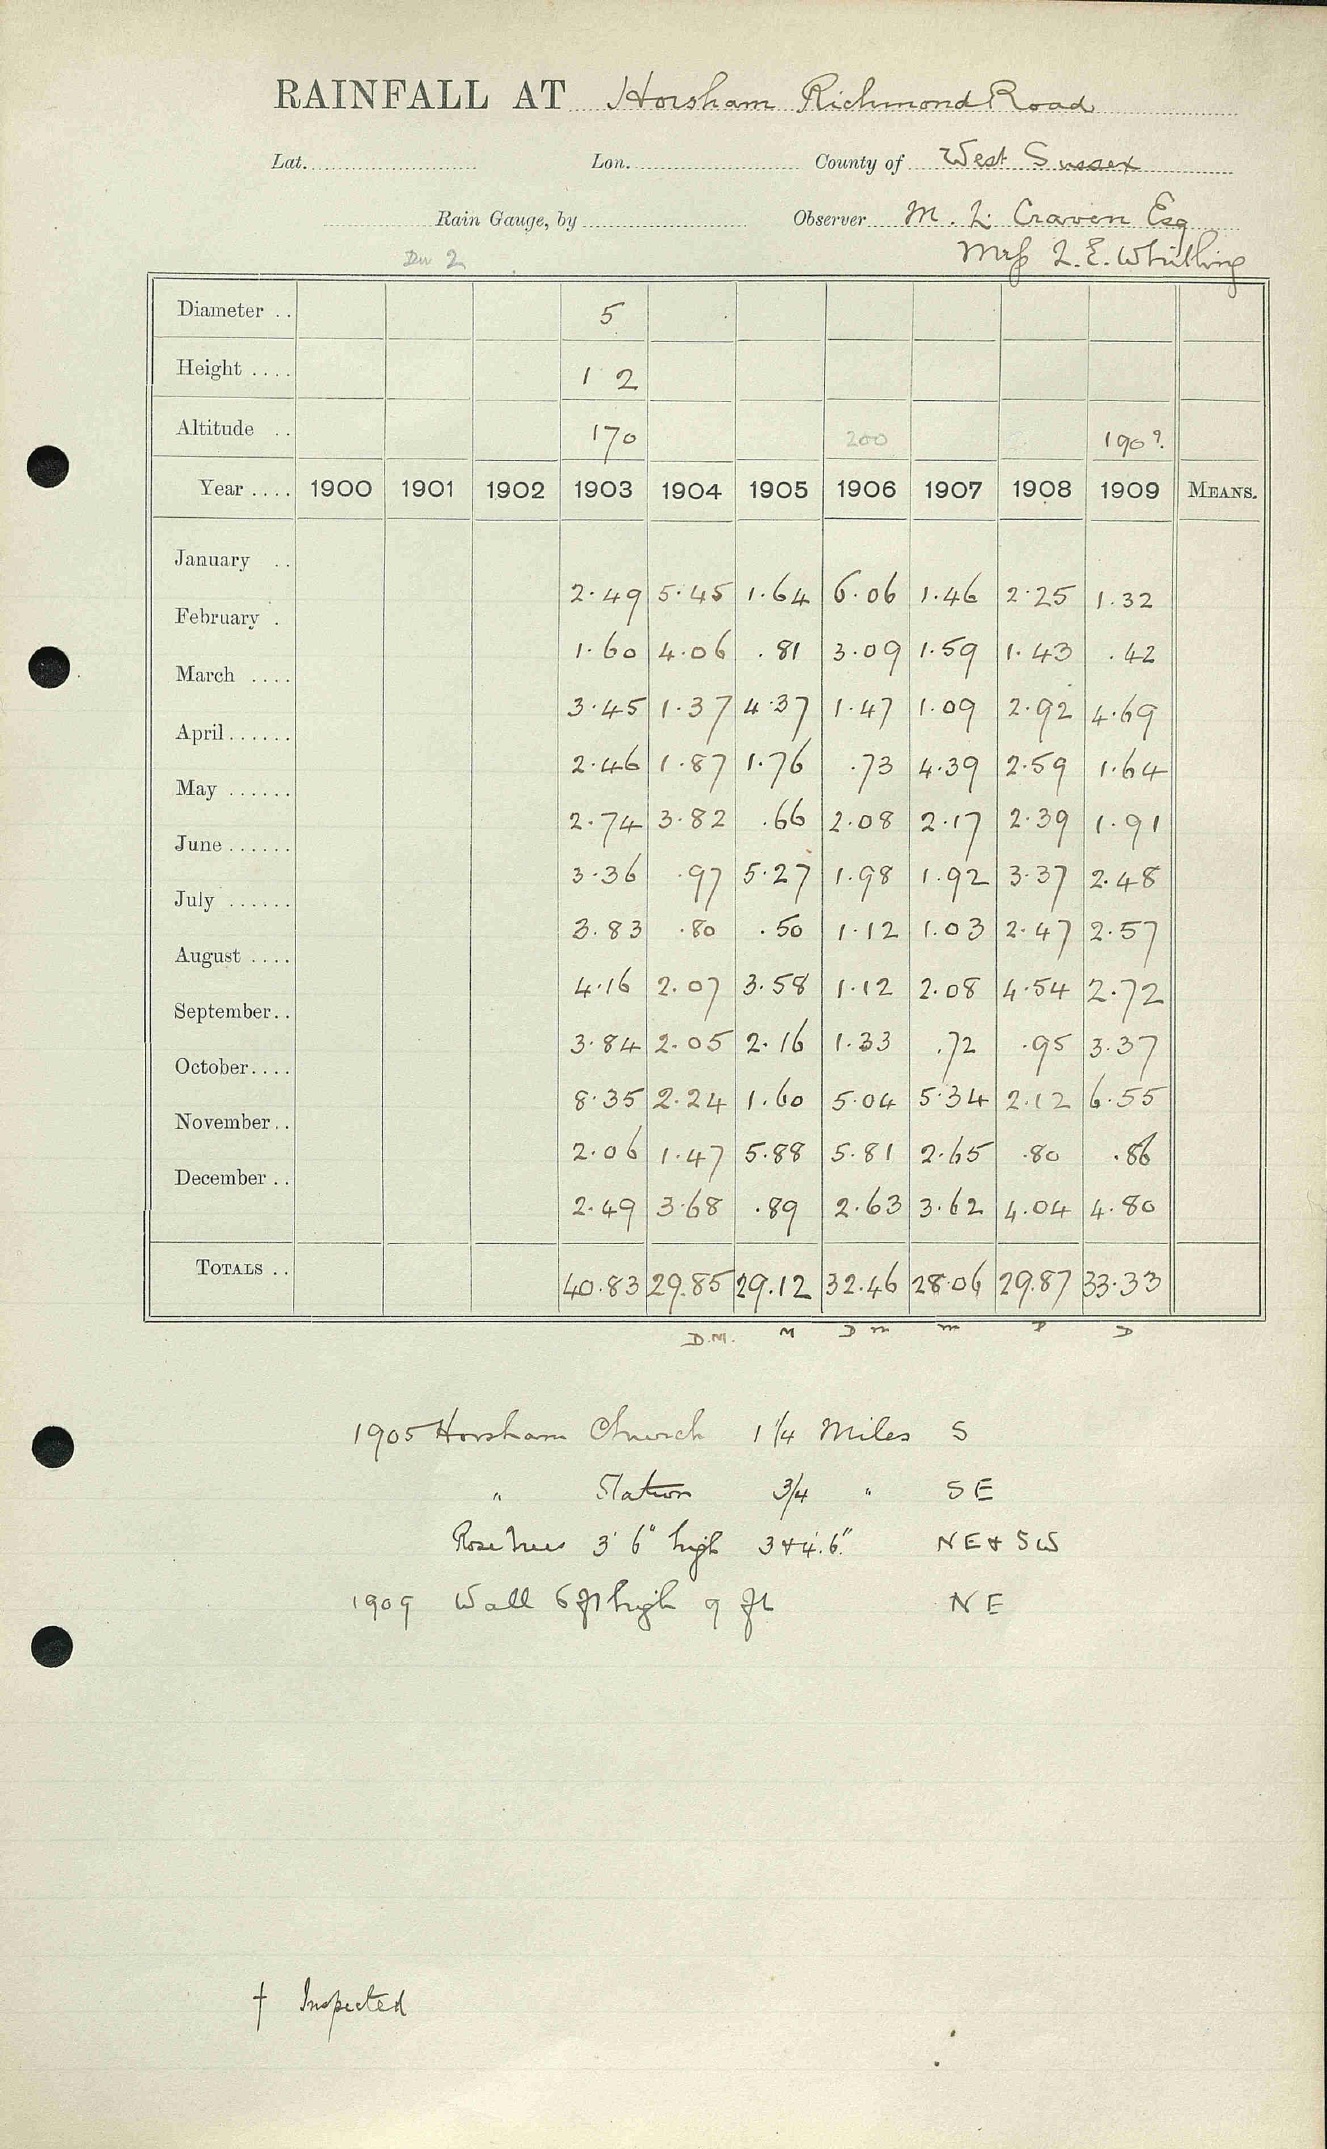 RAINFALL AT Horsham Richmond Road
Lat. Lon. County of West Sussex
Rain Gauge, by Observer M. L. Craven Esq
Dec 2 Miss L. E. Whitling
Diameter .. 5
Height .... 1 2
Altitude .. 170 200 190?
Year .... 1900 1901 1902 1903 1904 1905 1906 1907 1908 1909 MEANS.
January .. 2.49 5.45 1.64 6.06 1.46 2.25 1.32
February . 1.60 4.06 .81 3.09 1.59 1.43 .42
March .... 3.45 1.37 4.37 1.47 1.09 2.92 4.69
April...... 2.46 1.87 1.76 .73 4.39 2.59 1.64
May ...... 2.74 3.82 .66 2.08 2.17 2.39 1.91
June ...... 3.36 .97 5.27 1.98 1.92 3.37 2.48
July ...... 3.83 .80 .50 1.12 1.03 2.47 2.57
August .... 4.16 2.07 3.58 1.12 2.08 4.54 2.72
September.. 3.84 2.05 2.16 1.33 .72 .95 3.37
October.... 8.35 2.24 1.60 5.04 5.34 2.12 6.55
November.. 2.06 1.47 5.88 5.81 2.65 .80 .86
December .. 2.49 3.68 .89 2.63 3.62 4.04 4.80
TOTALS .. 40.83 29.85 29.12 32.46 28.06 29.87 33.33
D.M. M D M M D D
1905 Horsham Church 1 1/4 Miles S
" Station 3/4 " S E
Rose Trees 3' 6" high 3 & 4.6" N E & S W
1909 Wall 6 ft high 9 ft N E
† Inspected